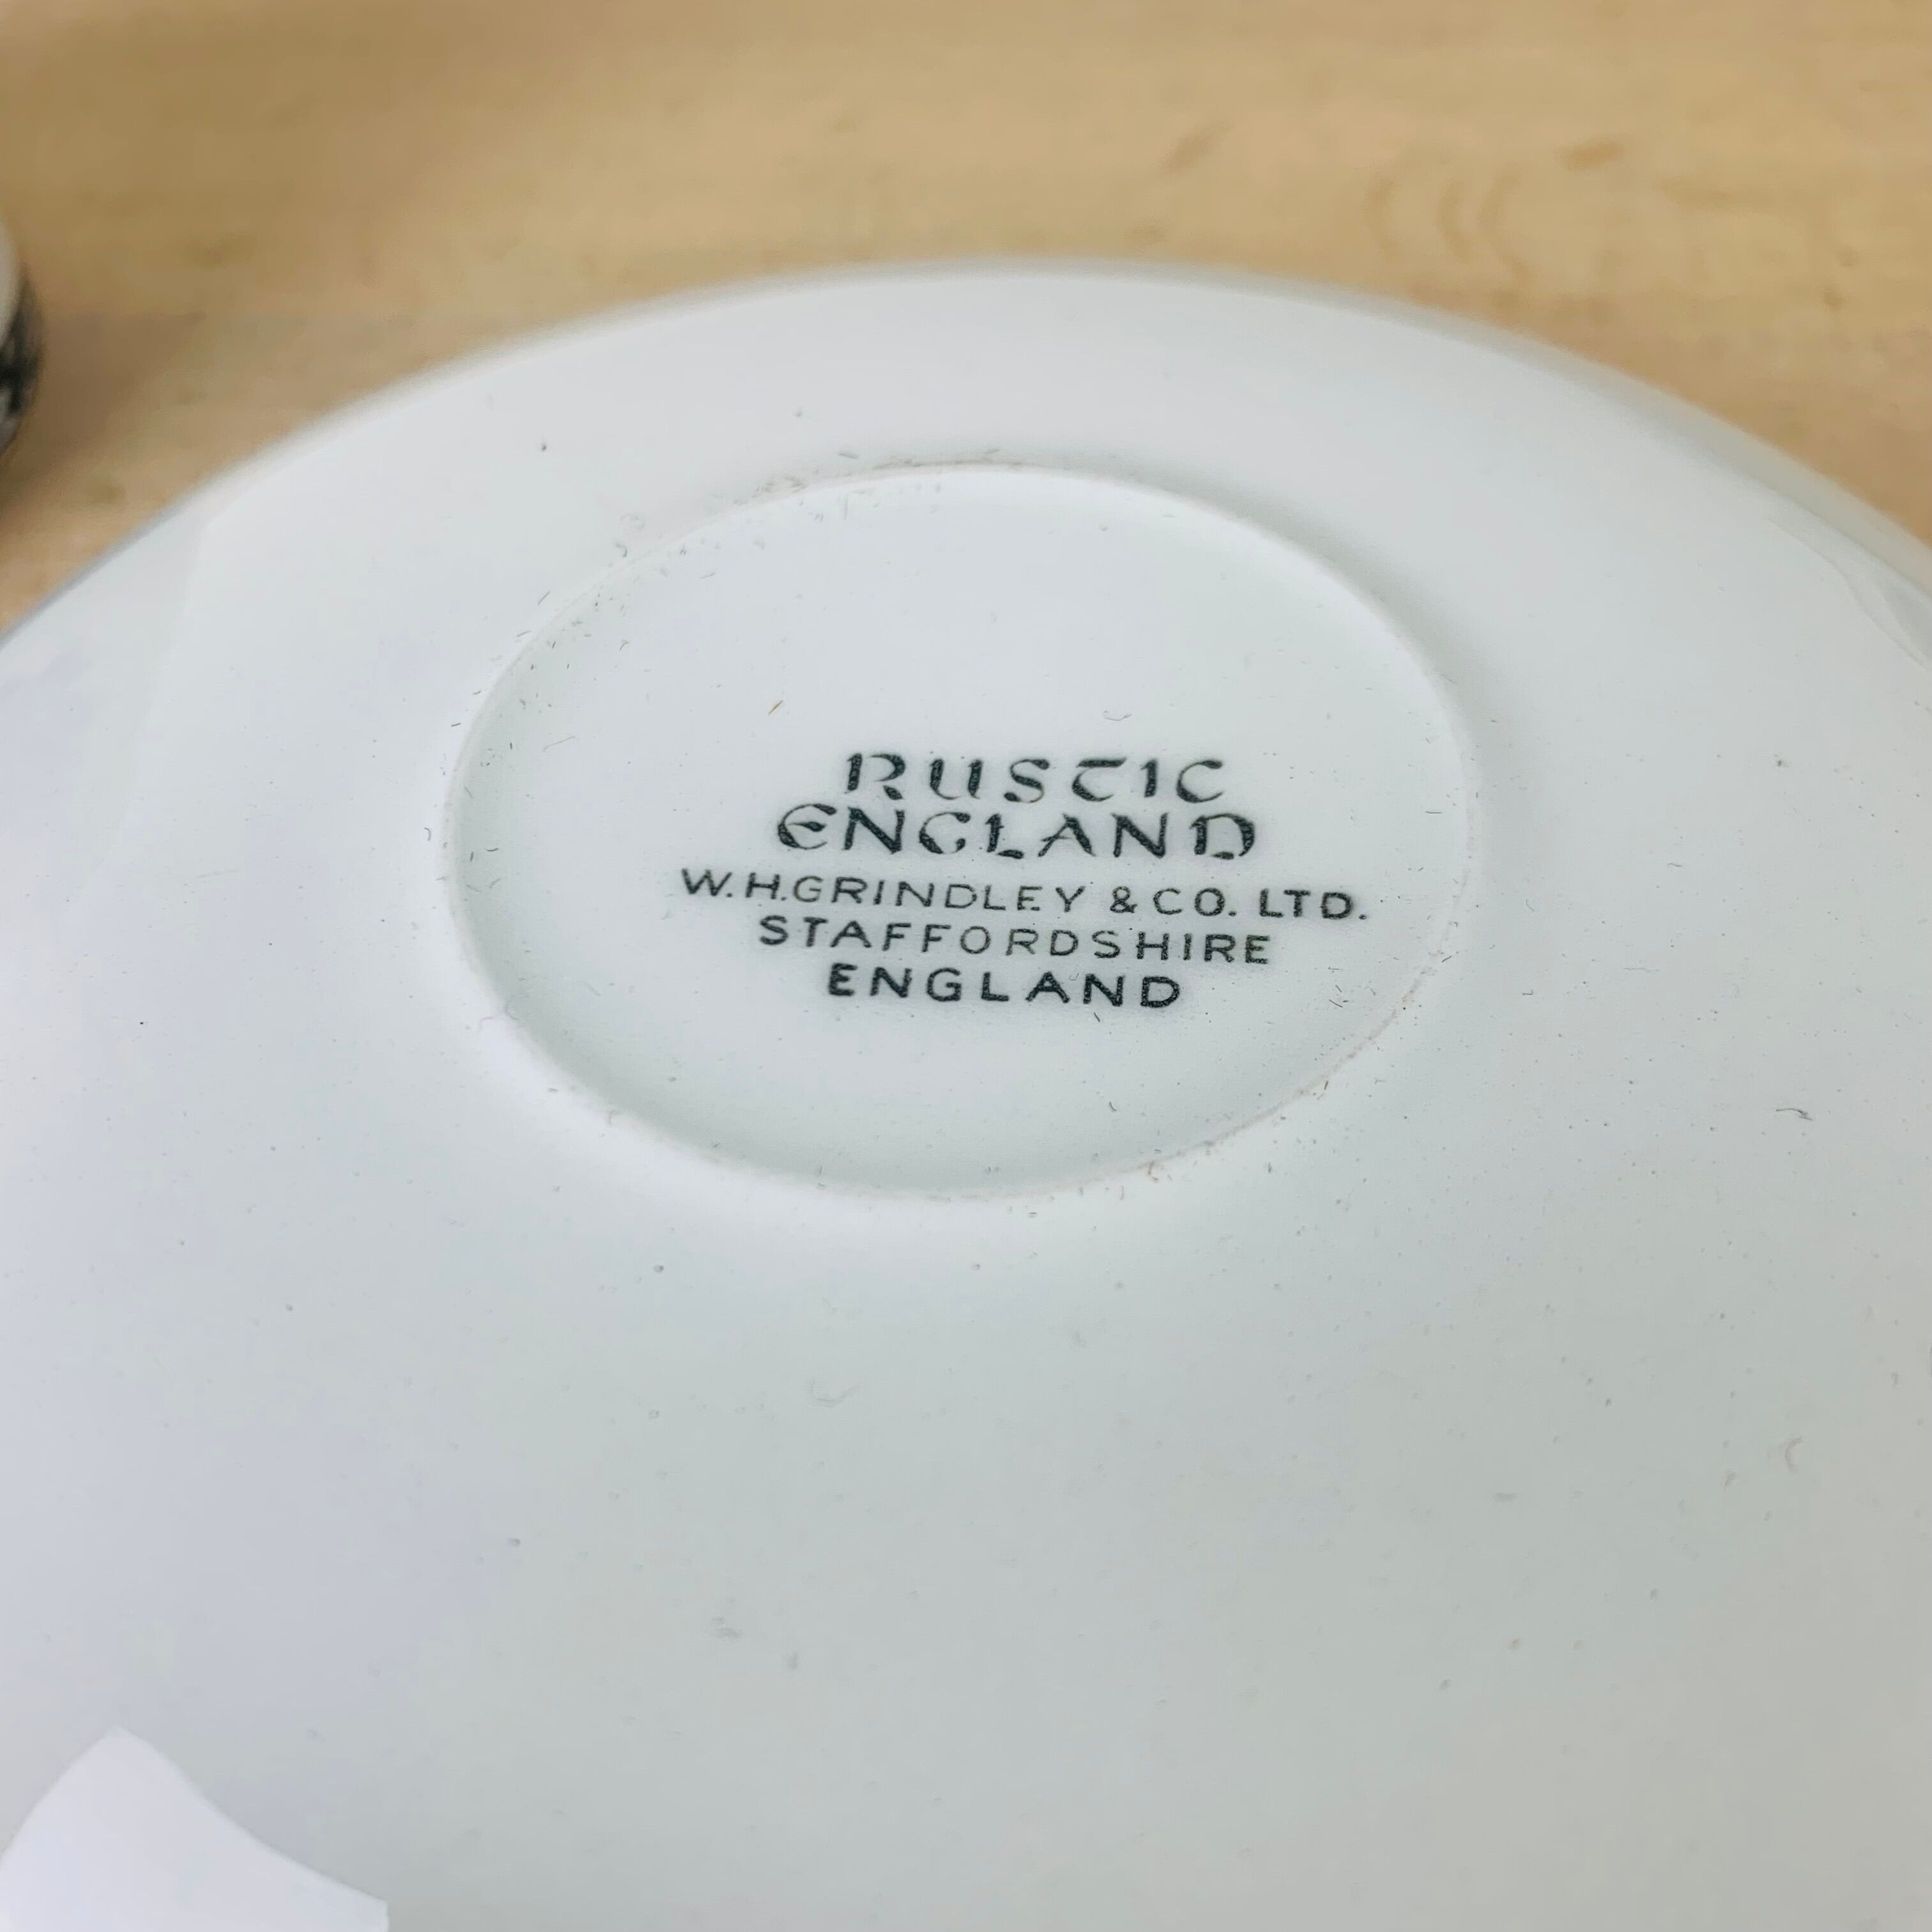 RUSTIC
ENGLAND
W.H.GRINDLEY & CO. LTD.
STAFFORDSHIRE
ENGLAND